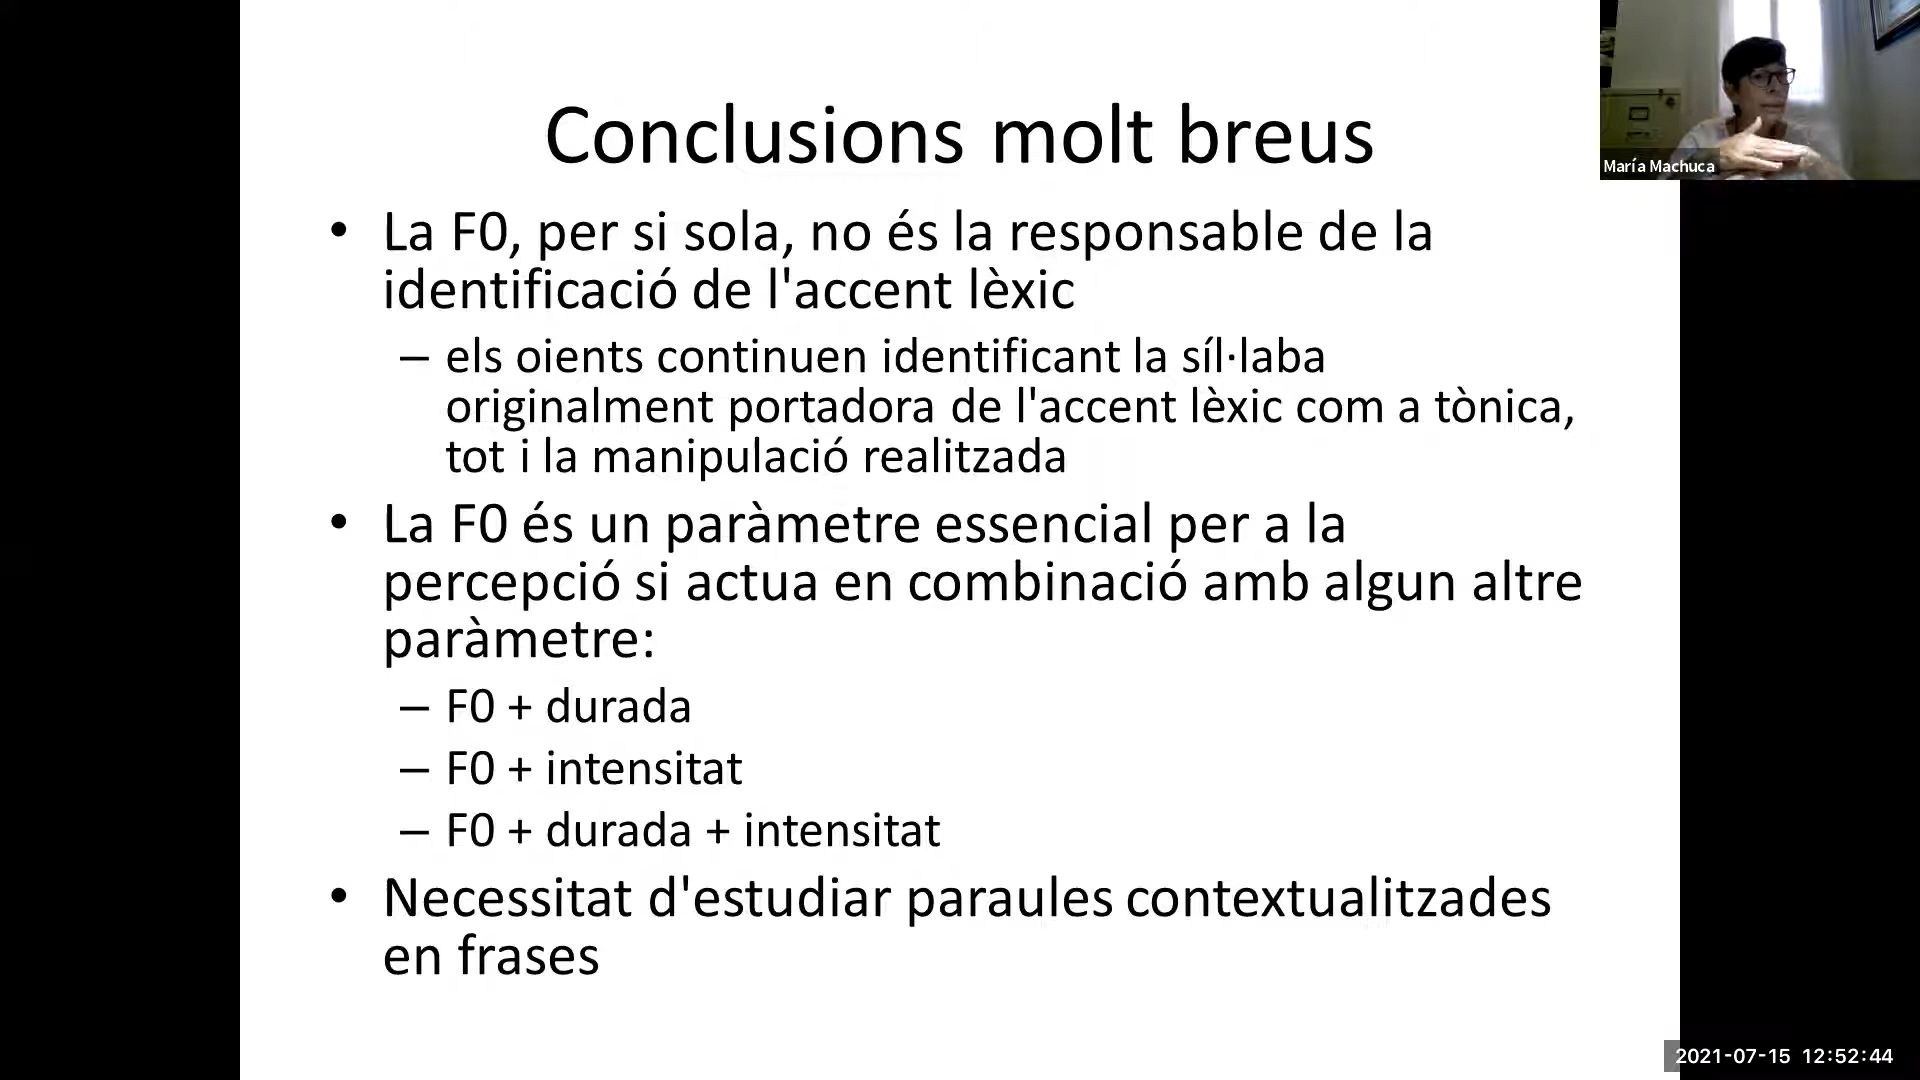 Conclusions molt breus
• La F0, per si sola, no és la responsable de la
identificació de l'accent lèxic
– els oients continuen identificant la síl·laba
originalment portadora de l'accent lèxic com a tònica,
tot i la manipulació realitzada
• La F0 és un paràmetre essencial per a la
percepció si actua en combinació amb algun altre
paràmetre:
– F0 + durada
– F0 + intensitat
– F0 + durada + intensitat
• Necessitat d'estudiar paraules contextualitzades
en frases
María Machuca
2021-07-15 12:52:44